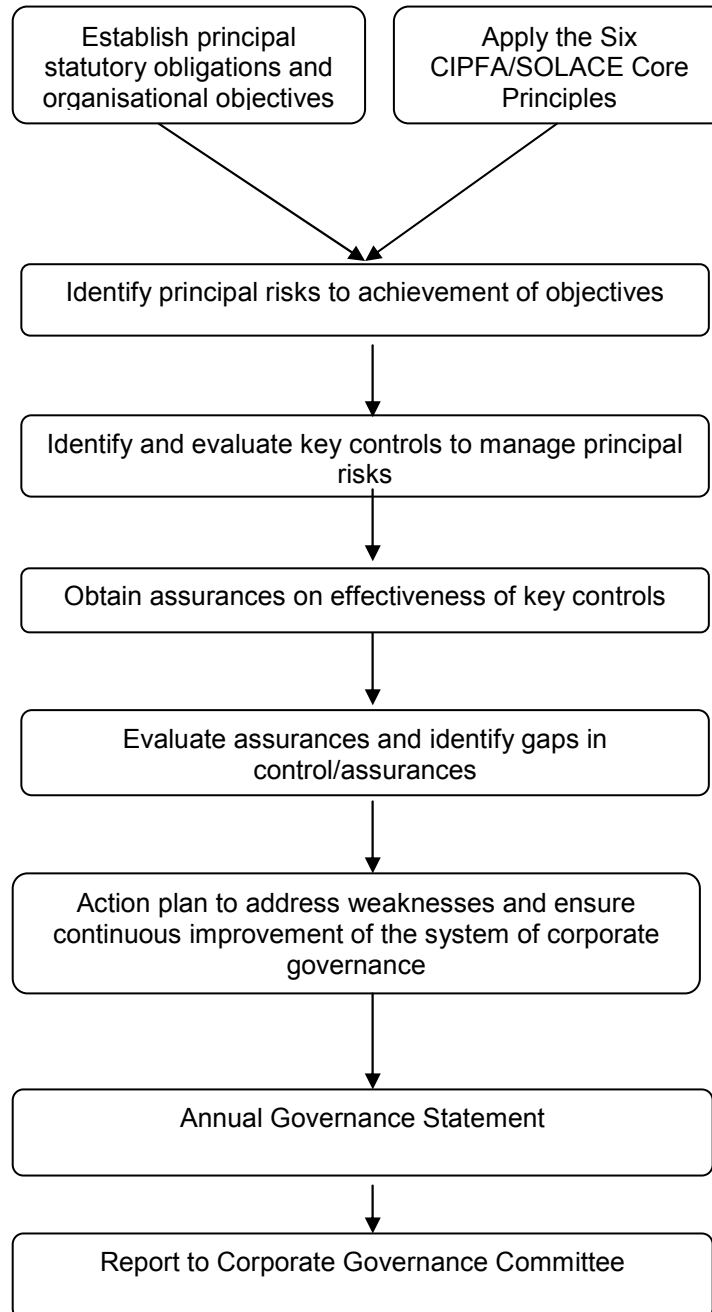 Establish principal
statutory obligations and
organisational objectives
Apply the Six
CIPFA/SOLACE Core
Principles
Identify principal risks to achievement of objectives
Identify and evaluate key controls to manage principal
risks
Obtain assurances on effectiveness of key controls
Evaluate assurances and identify gaps in
control/assurances
Action plan to address weaknesses and ensure
continuous improvement of the system of corporate
governance
Annual Governance Statement
Report to Corporate Governance Committee